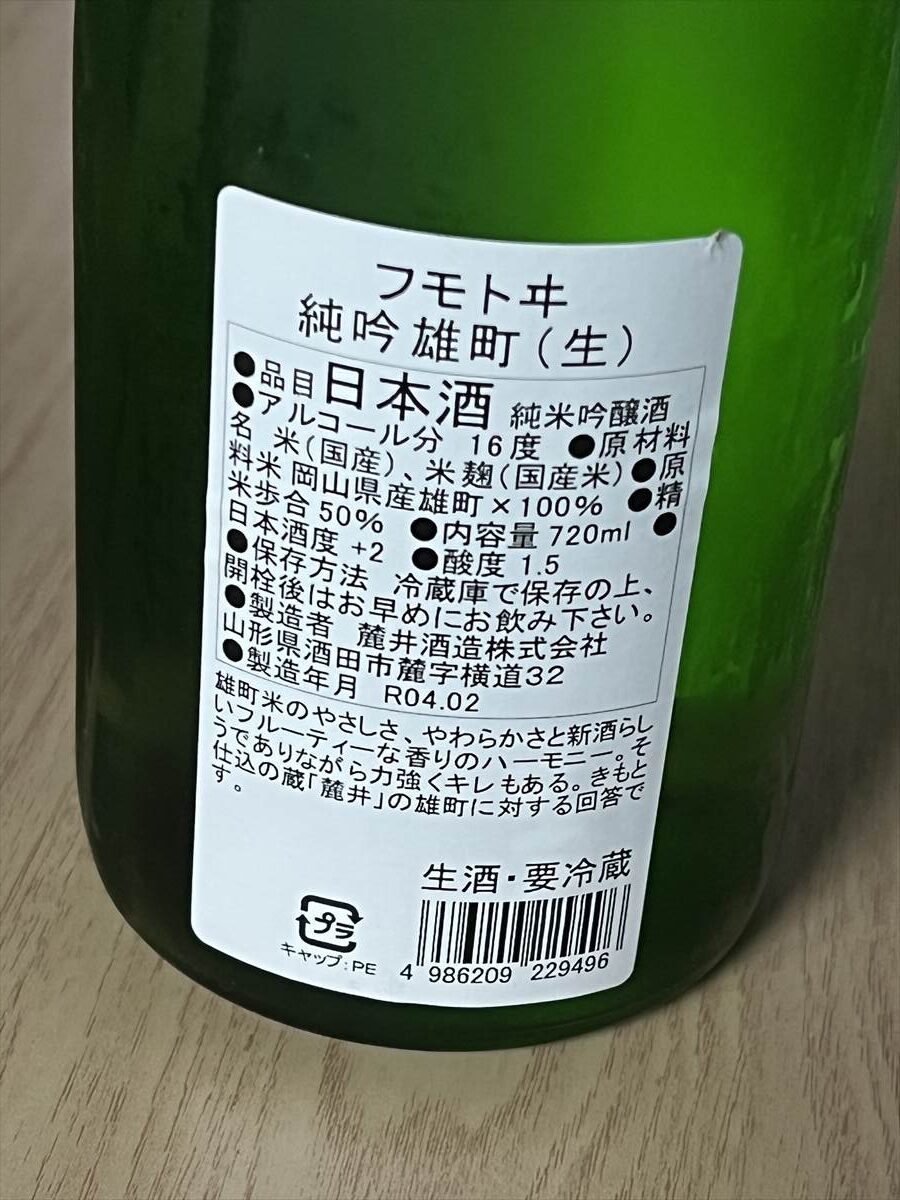 フモトヰ
純吟雄町(生)
●品目日本酒 純米吟醸酒
●アルコール分 16度 ●原材料
名 米(国産)、米麹(国産米)●原
料米 岡山県産雄町×100% ●精
米歩合50% ●内容量720ml ●
日本酒度 +2 ●酸度 1.5
●保存方法 冷蔵庫で保存の上、
開栓後はお早めにお飲み下さい。
●製造者 麓井酒造株式会社
山形県酒田市麓字横道32
●製造年月 R04.02
雄町米のやさしさ、やわらかさと新酒らし
いフルーティーな香りのハーモニー。そ
うでありながら力強くキレもある。きもと
仕込の蔵「麓井」の雄町に対する回答で
す。
生酒・要冷蔵
プラ
キャップ:PE
4 986209 229496